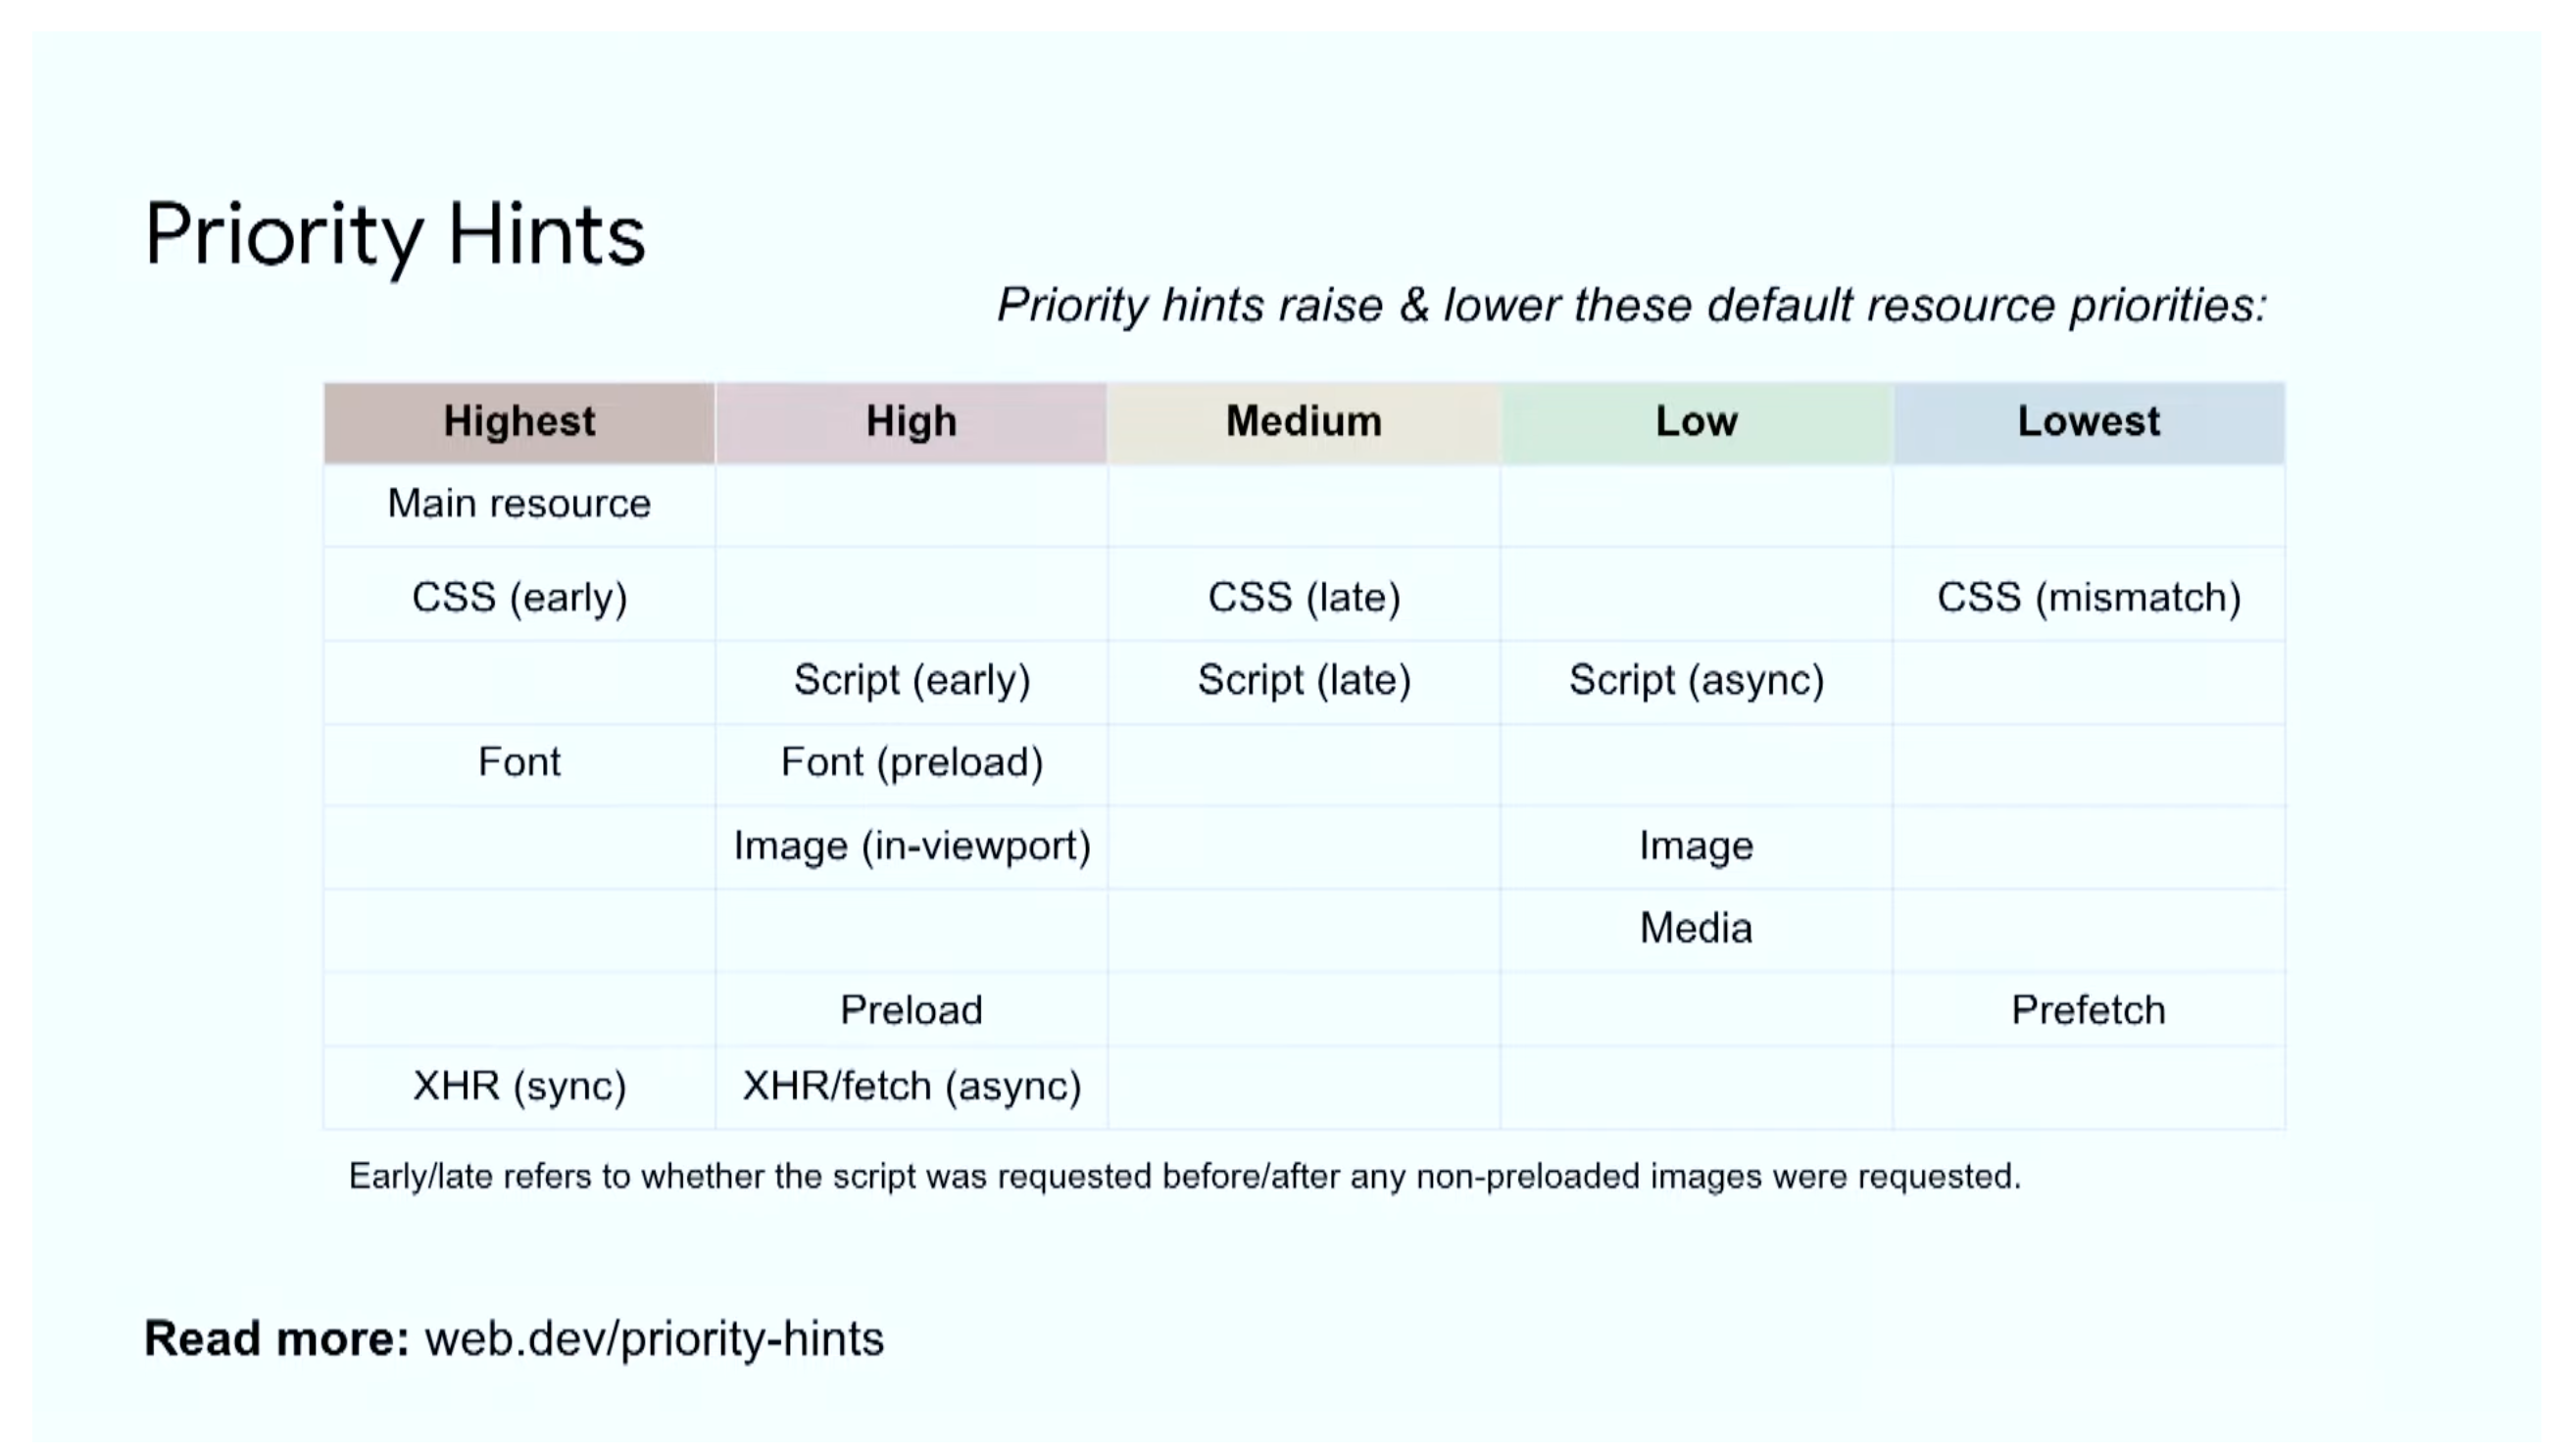 Priority Hints
Priority hints raise & lower these default resource priorities:
Highest High Medium Low Lowest
Main resource
CSS (early) CSS (late) CSS (mismatch)
Script (early) Script (late) Script (async)
Font Font (preload)
Image (in-viewport) Image
Media
Preload Prefetch
XHR (sync) XHR/fetch (async)
Early/late refers to whether the script was requested before/after any non-preloaded images were requested.
Read more: web.dev/priority-hints